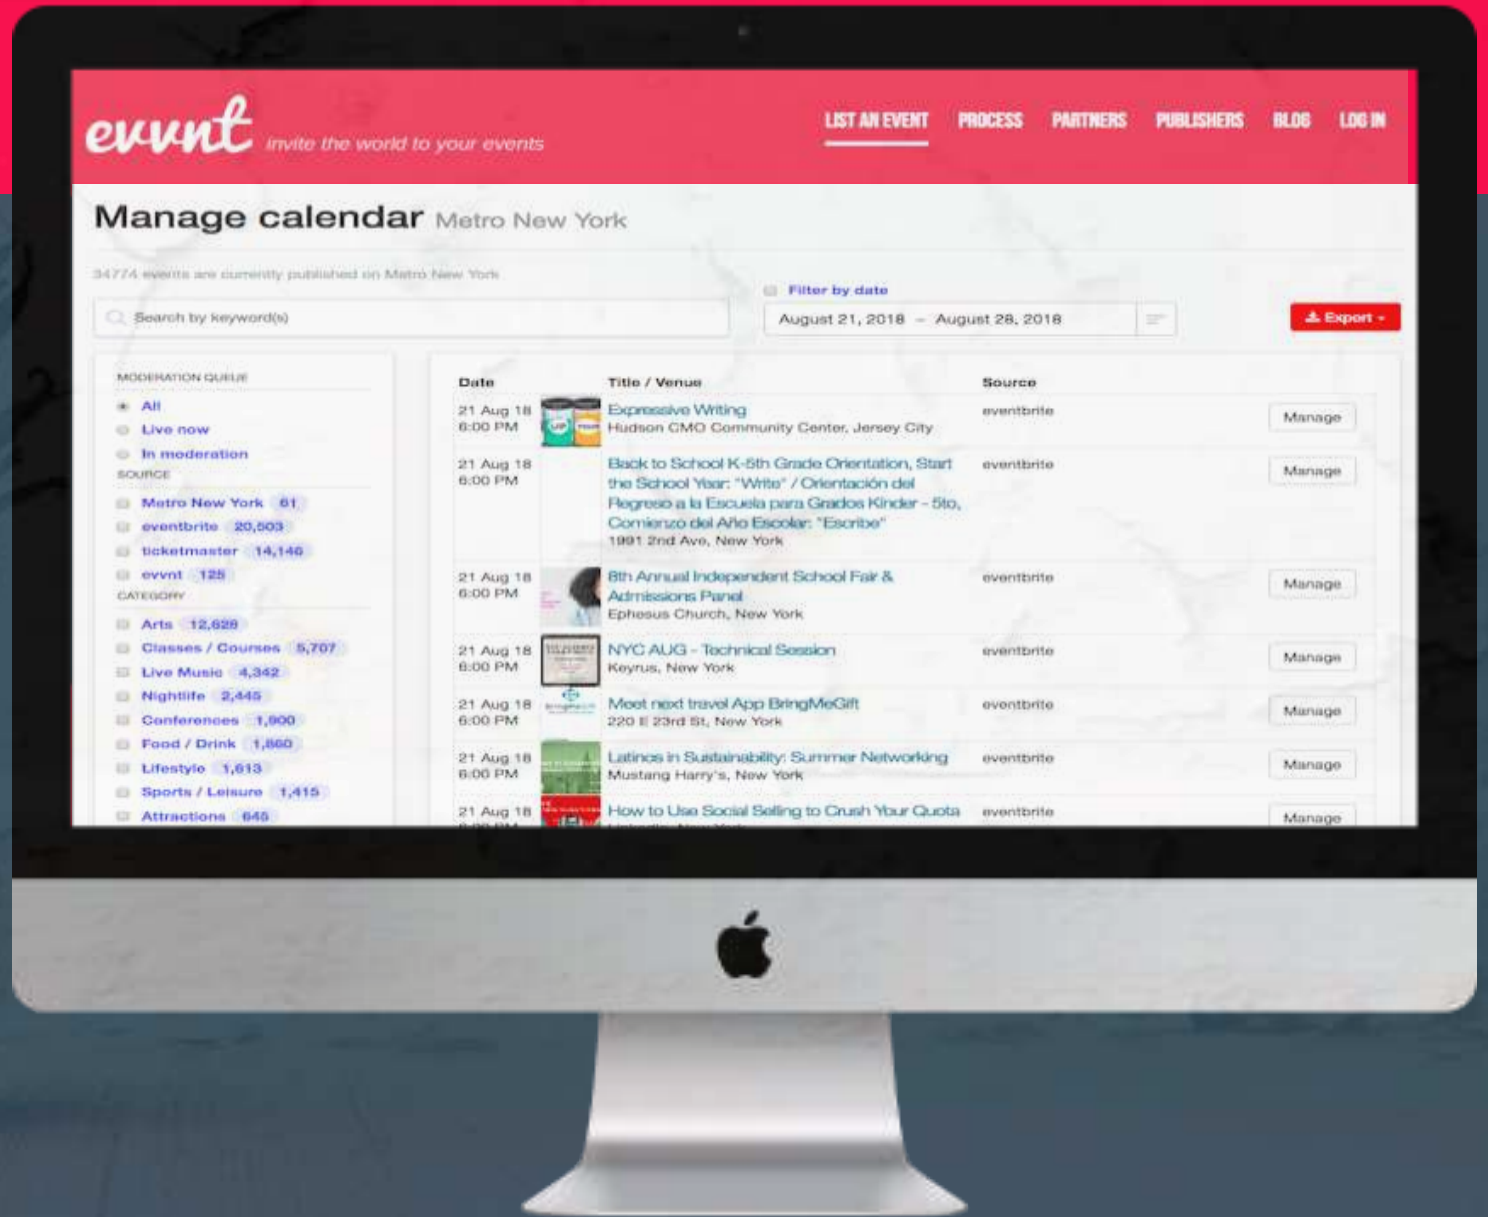 evvnt
invite the world to your events
LIST AN EVENT PROCESS PARTNERS PUBLISHERS BLOG LOG IN
Manage calendar Metro New York
34774 events are currently published on Metro New York
Filter by date
Search by keyword(s)
August 21, 2018 – August 28, 2018
Export
MODERATION QUEUE
All
Live now
In moderation
SOURCE
Metro New York 61
eventbrite 20,503
ticketmaster 14,146
evvnt 125
CATEGORY
Arts 12,628
Classes / Courses 5,707
Live Music 4,342
Nightlife 2,445
Conferences 1,900
Food / Drink 1,860
Lifestyle 1,613
Sports / Leisure 1,415
Attractions 645
Date Title / Venue Source
21 Aug 18 Expressive Writing eventbrite
6:00 PM Hudson CMO Community Center, Jersey City
Manage
21 Aug 18 Back to School K-5th Grade Orientation, Start eventbrite
6:00 PM the School Year: "Write" / Orientación del
Manage
Regreso a la Escuela para Grados Kinder - 5to,
Comienzo del Año Escolar: "Escribe"
1991 2nd Ave, New York
21 Aug 18 8th Annual Independent School Fair & eventbrite
6:00 PM Admissions Panel
Manage
Ephesus Church, New York
21 Aug 18 NYC AUG - Technical Session eventbrite
6:00 PM Keyrus, New York
Manage
21 Aug 18 Meet next travel App BringMeGift eventbrite
6:00 PM 220 E 23rd St, New York
Manage
21 Aug 18 Latinos in Sustainability: Summer Networking eventbrite
6:00 PM Mustang Harry's, New York
Manage
21 Aug 18 How to Use Social Selling to Crush Your Quota eventbrite
Manage